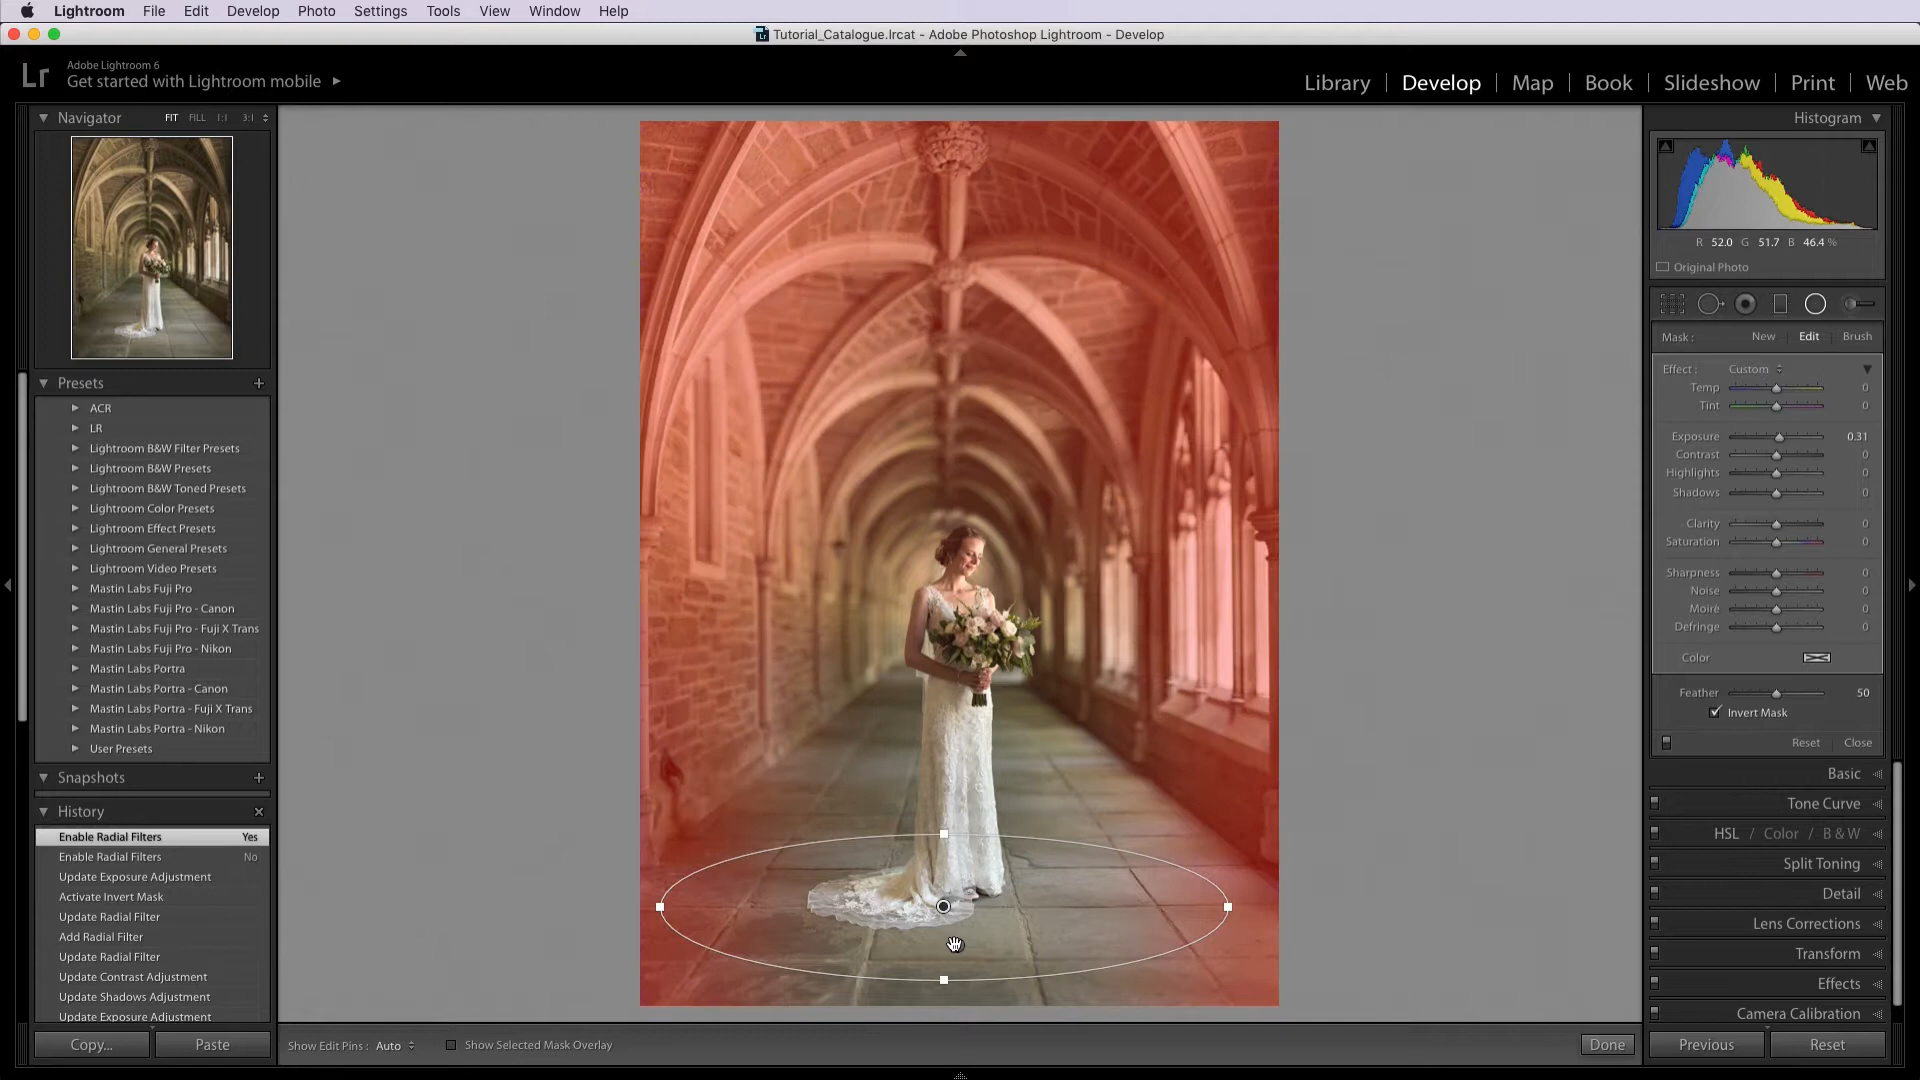 Lightroom File Edit Develop Photo Settings Tools View Window Help
Tutorial_Catalogue.lrcat - Adobe Photoshop Lightroom - Develop
Lr
Adobe Lightroom 6
Get started with Lightroom mobile
Library Develop Map Book Slideshow Print Web
Navigator FIT FILL 1:1 3:1
Presets +
ACR
LR
Lightroom B&W Filter Presets
Lightroom B&W Presets
Lightroom B&W Toned Presets
Lightroom Color Presets
Lightroom Effect Presets
Lightroom General Presets
Lightroom Video Presets
Mastin Labs Fuji Pro
Mastin Labs Fuji Pro - Canon
Mastin Labs Fuji Pro - Fuji X Trans
Mastin Labs Fuji Pro - Nikon
Mastin Labs Portra
Mastin Labs Portra - Canon
Mastin Labs Portra - Fuji X Trans
Mastin Labs Portra - Nikon
User Presets
Snapshots +
History
Enable Radial Filters Yes
Enable Radial Filters No
Update Exposure Adjustment
Activate Invert Mask
Update Radial Filter
Add Radial Filter
Update Radial Filter
Update Contrast Adjustment
Update Shadows Adjustment
Update Exposure Adjustment
Copy... Paste
Show Edit Pins : Auto
Show Selected Mask Overlay
Done
Histogram
R 52.0 G 51.7 B 46.4 %
Original Photo
Mask : New Edit Brush
Effect : Custom
Temp 0
Tint 0
Exposure 0.31
Contrast 0
Highlights 0
Shadows 0
Clarity 0
Saturation 0
Sharpness 0
Noise 0
Moiré 0
Defringe 0
Color
Feather 50
Invert Mask
Reset Close
Basic
Tone Curve
HSL / Color / B & W
Split Toning
Detail
Lens Corrections
Transform
Effects
Camera Calibration
Previous Reset